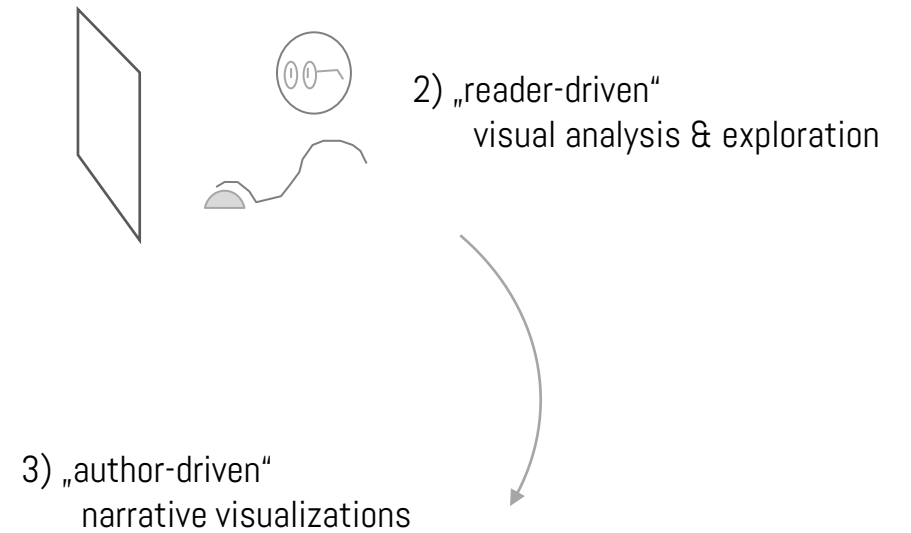 2) „reader-driven“
visual analysis & exploration
3) „author-driven“
narrative visualizations